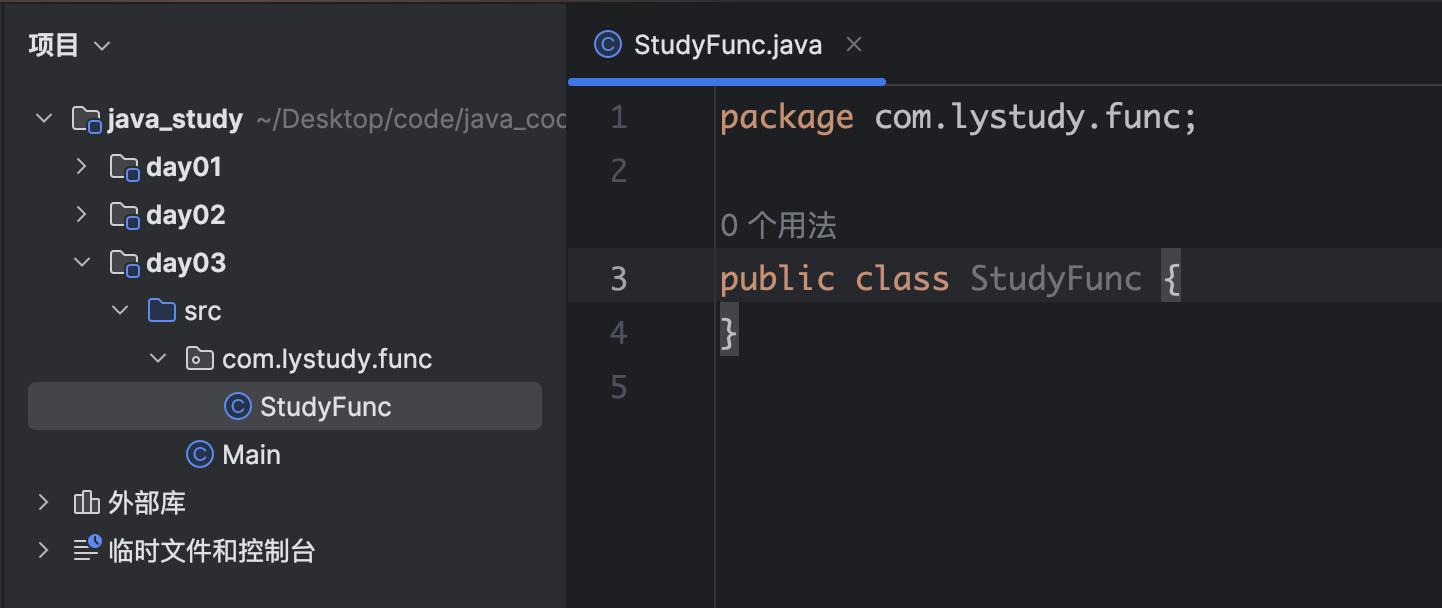 项目
java_study ~/Desktop/code/java_coc
day01
day02
day03
src
com.lystudy.func
StudyFunc
Main
外部库
临时文件和控制台
StudyFunc.java
1 package com.lystudy.func;
2
0 个用法
3 public class StudyFunc {
4 }
5